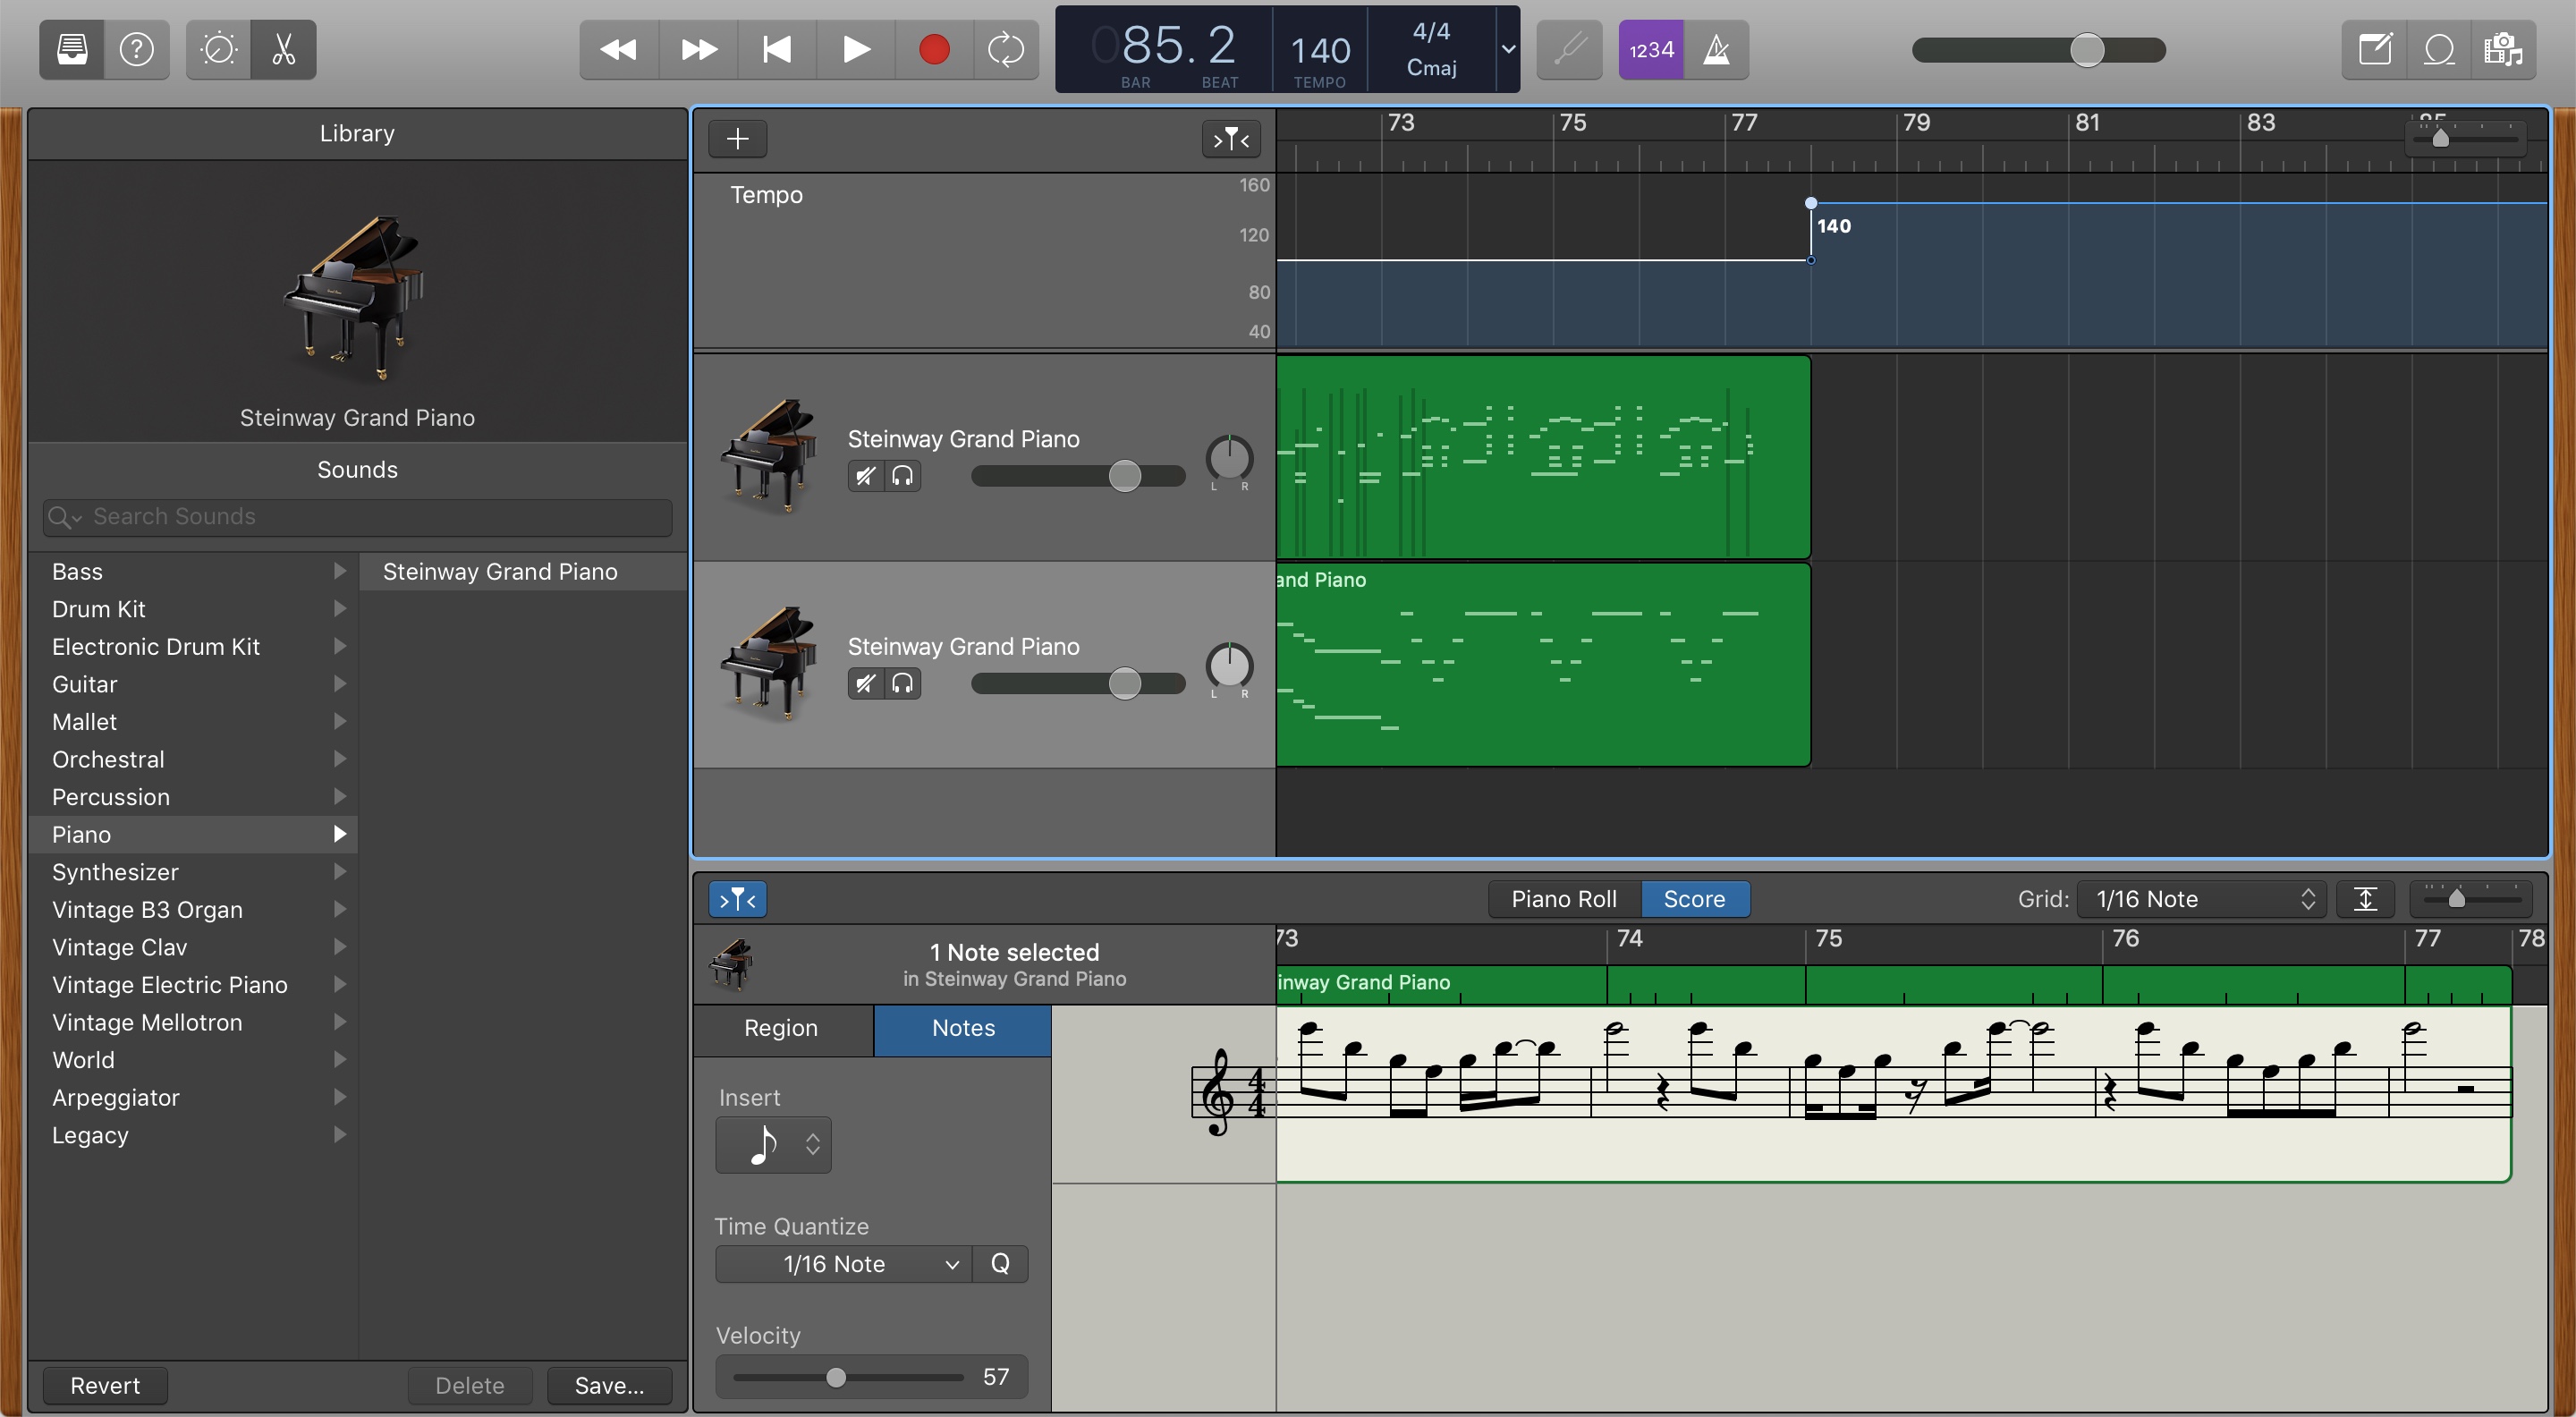 085. 2
BAR
BEAT
140
TEMPO
4/4
Cmaj
1234
Library
Steinway Grand Piano
Sounds
Search Sounds
Bass
Drum Kit
Electronic Drum Kit
Guitar
Mallet
Orchestral
Percussion
Piano
Synthesizer
Vintage B3 Organ
Vintage Clav
Vintage Electric Piano
Vintage Mellotron
World
Arpeggiator
Legacy
Steinway Grand Piano
Revert
Delete
Save...
73 75 77 79 81 83 85
Tempo
160
120
80
40
140
Steinway Grand Piano
L R
and Piano
Steinway Grand Piano
L R
Piano Roll
Score
Grid: 1/16 Note
1 Note selected
in Steinway Grand Piano
73 74 75 76 77 78
inway Grand Piano
Region
Notes
4
4
Insert
Time Quantize
1/16 Note
Q
Velocity
57